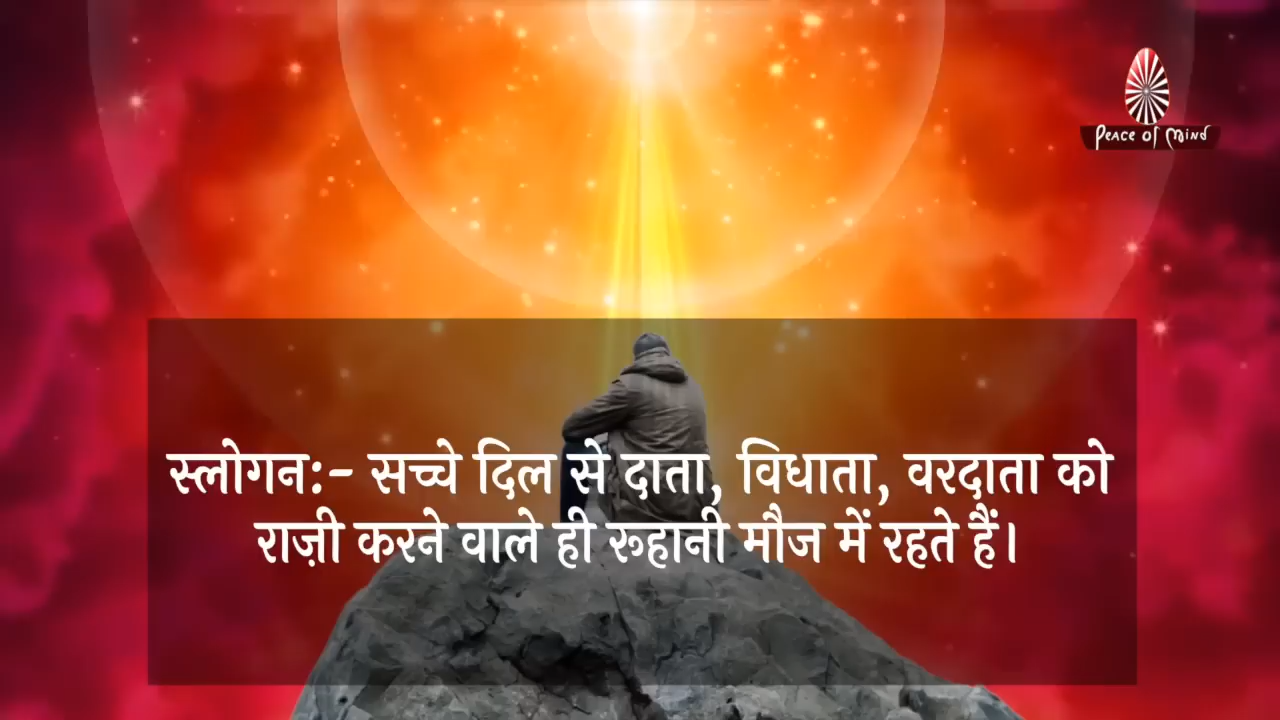 Peace of Mind
स्लोगन:- सच्चे दिल से दाता, विधाता, वरदाता को
राज़ी करने वाले ही रूहानी मौज में रहते हैं।